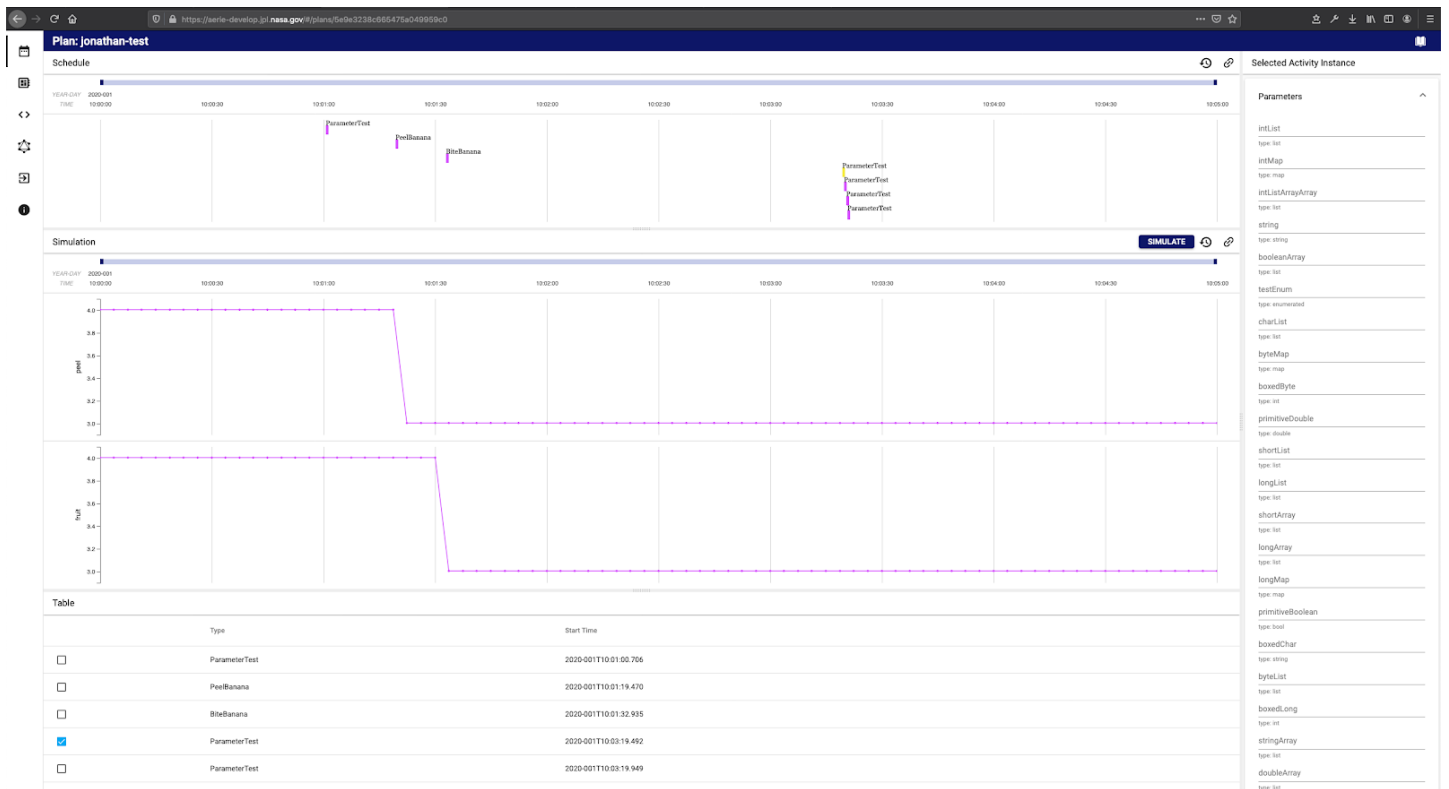 https://aerie-develop.jpl.nasa.gov/#/plans/5e9e3238c665475a049959c0
Plan: jonathan-test
Schedule
YEAR-DAY 2020-001
TIME 10:00:00 10:00:30 10:01:00 10:01:30 10:02:00 10:02:30 10:03:00 10:03:30 10:04:00 10:04:30 10:05:00
ParameterTest
PeelBanana
BiteBanana
ParameterTest
ParameterTest
ParameterTest
ParameterTest
Simulation SIMULATE
YEAR-DAY 2020-001
TIME 10:00:00 10:00:30 10:01:00 10:01:30 10:02:00 10:02:30 10:03:00 10:03:30 10:04:00 10:04:30 10:05:00
peel
4.0
3.8
3.6
3.4
3.2
3.0
fruit
4.0
3.8
3.6
3.4
3.2
3.0
Table
Type Start Time
ParameterTest 2020-001T10:01:00.706
PeelBanana 2020-001T10:01:19.470
BiteBanana 2020-001T10:01:32.935
ParameterTest 2020-001T10:03:19.492
ParameterTest 2020-001T10:03:19.949
Selected Activity Instance
Parameters
intList
type: list
intMap
type: map
intListArrayArray
type: list
string
type: string
booleanArray
type: list
testEnum
type: enumerated
charList
type: list
byteMap
type: map
boxedByte
type: int
primitiveDouble
type: double
shortList
type: list
longList
type: list
shortArray
type: list
longArray
type: list
longMap
type: map
primitiveBoolean
type: bool
boxedChar
type: string
byteList
type: list
boxedLong
type: int
stringArray
type: list
doubleArray
type: list